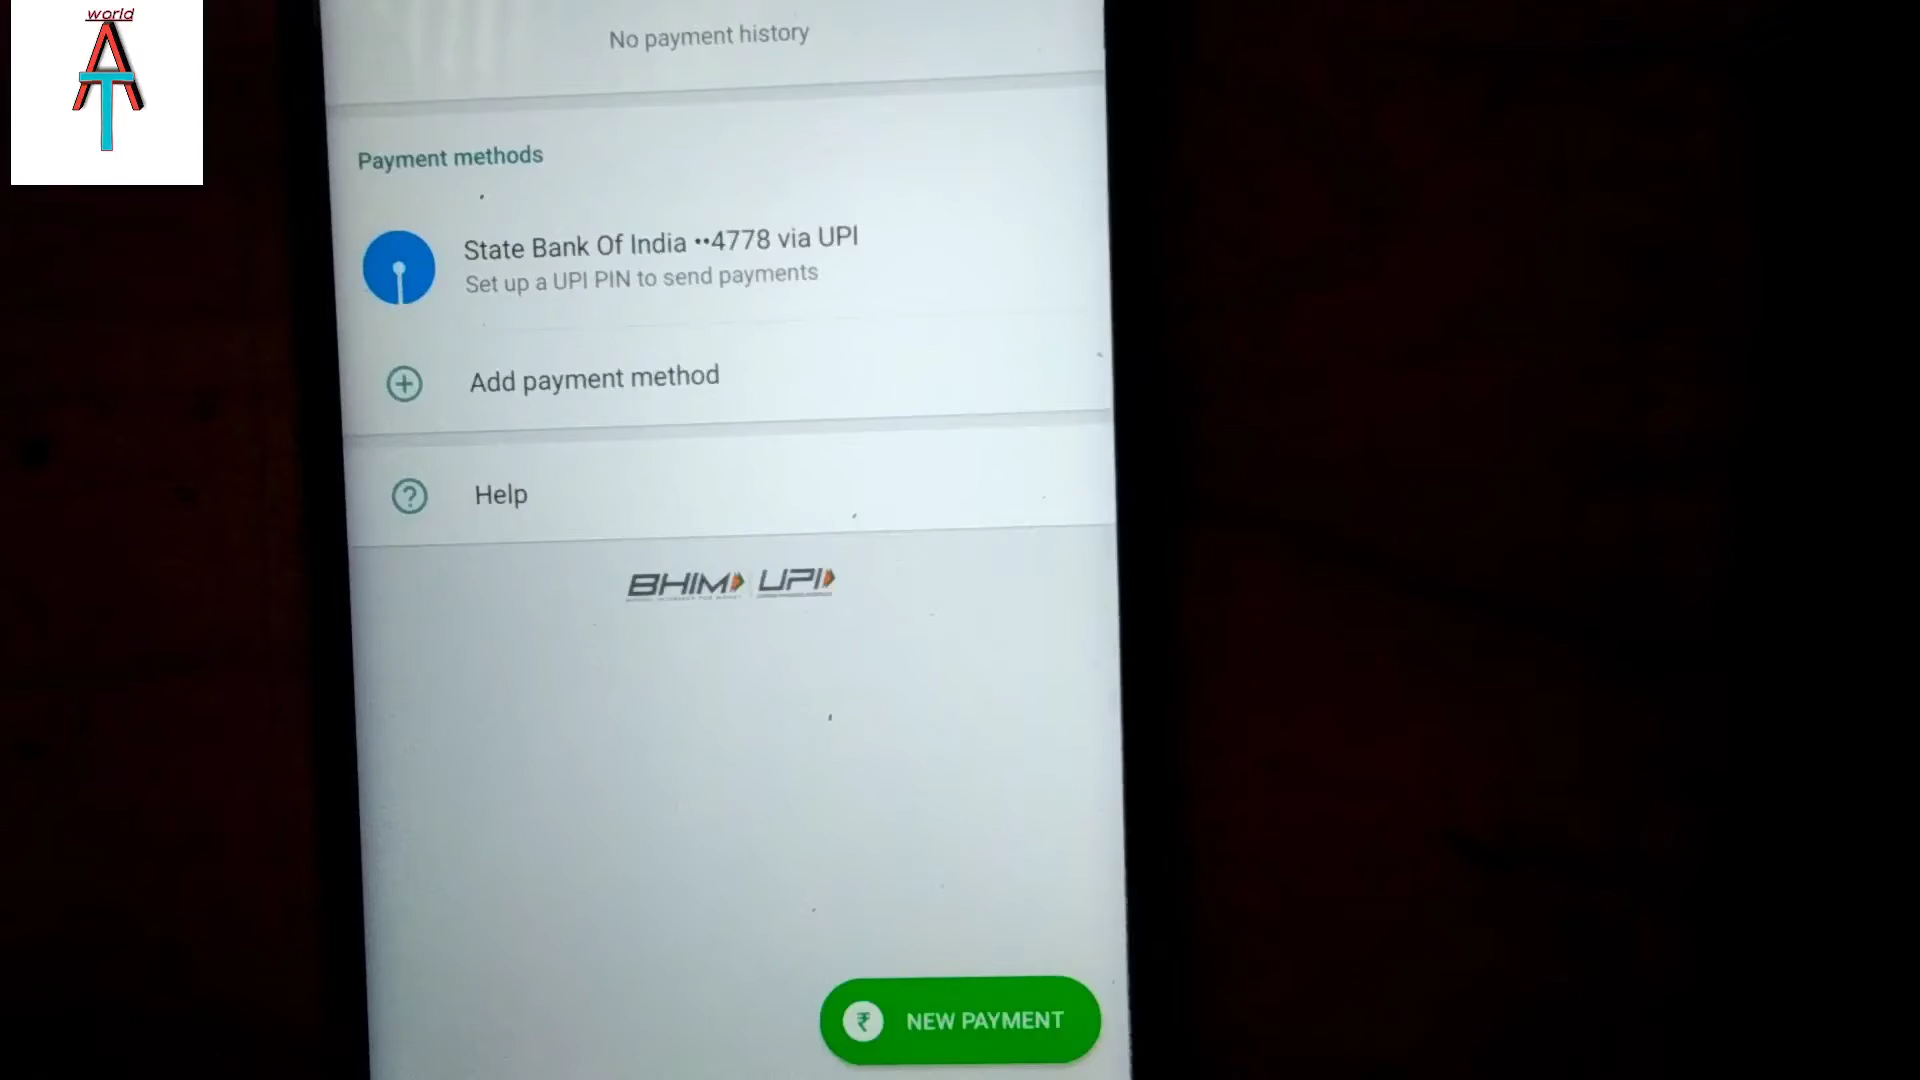 world
AT
No payment history
Payment methods
State Bank Of India ••4778 via UPI
Set up a UPI PIN to send payments
Add payment method
Help
BHIM UPI
NEW PAYMENT